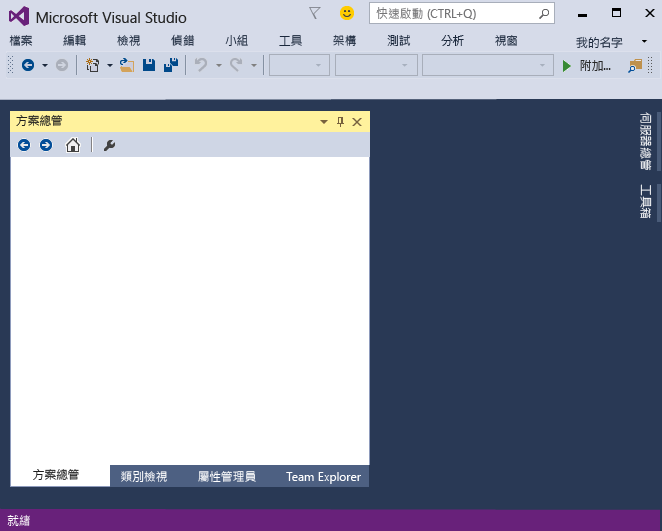 Microsoft Visual Studio
快速啟動 (CTRL+Q)
檔案 編輯 檢視 偵錯 小組 工具 架構 測試 分析 視窗 我的名字
附加...
方案總管
伺服器總管
工具箱
方案總管 類別檢視 屬性管理員 Team Explorer
就緒